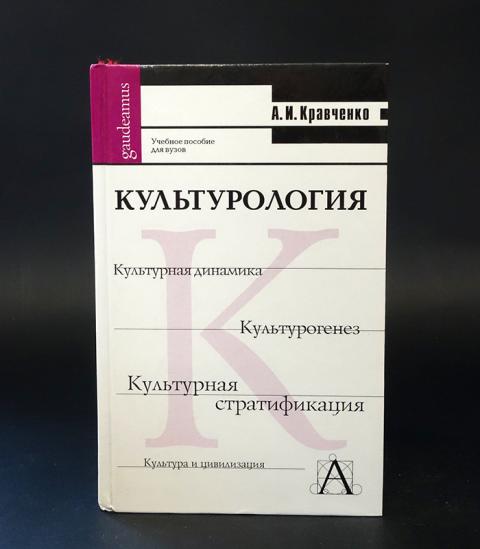 gaudeamus
А. И. Кравченко
Учебное пособие
для вузов
КУЛЬТУРОЛОГИЯ
К
Культурная динамика
Культурогенез
Культурная
стратификация
Культура и цивилизация
А